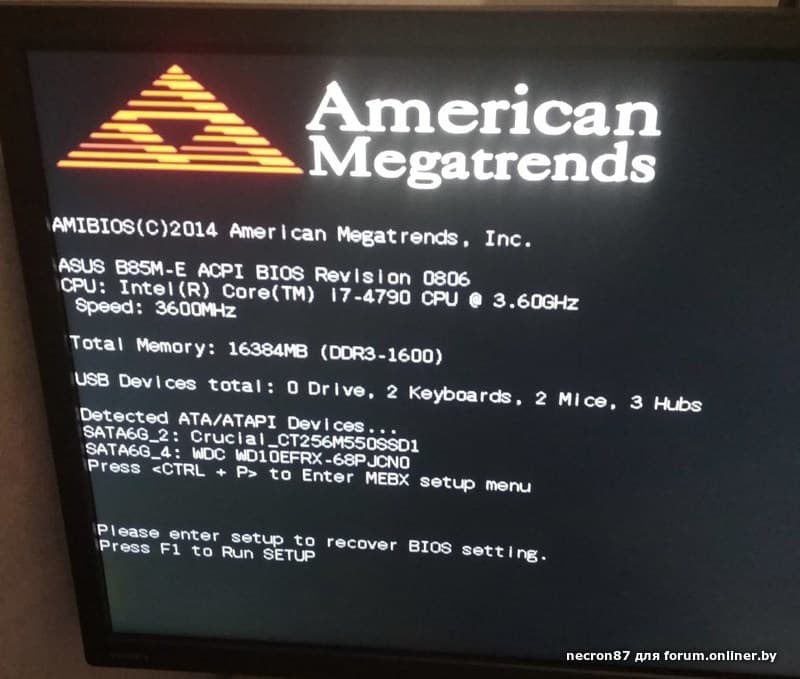 American
Megatrends
AMIBIOS(C)2014 American Megatrends, Inc.
ASUS B85M-E ACPI BIOS Revision 0806
CPU: Intel(R) Core(TM) i7-4790 CPU @ 3.60GHz
Speed: 3600MHz
Total Memory: 16384MB (DDR3-1600)
USB Devices total: 0 Drive, 2 Keyboards, 2 Mice, 3 Hubs
Detected ATA/ATAPI Devices...
SATA6G_2: Crucial_CT256M550SSD1
SATA6G_4: WDC WD10EFRX-68PJCN0
Press <CTRL + P> to Enter MEBX setup menu
Please enter setup to recover BIOS setting.
Press F1 to Run SETUP
necron87 для forum.onliner.by